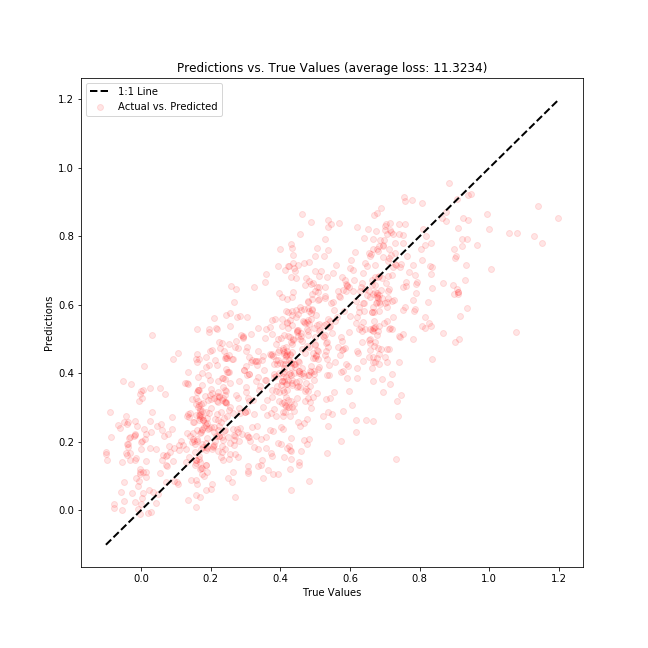 Predictions vs. True Values (average loss: 11.3234)
1:1 Line
Actual vs. Predicted
1.2
1.0
0.8
0.6
0.4
0.2
0.0
Predictions
0.0 0.2 0.4 0.6 0.8 1.0 1.2
True Values